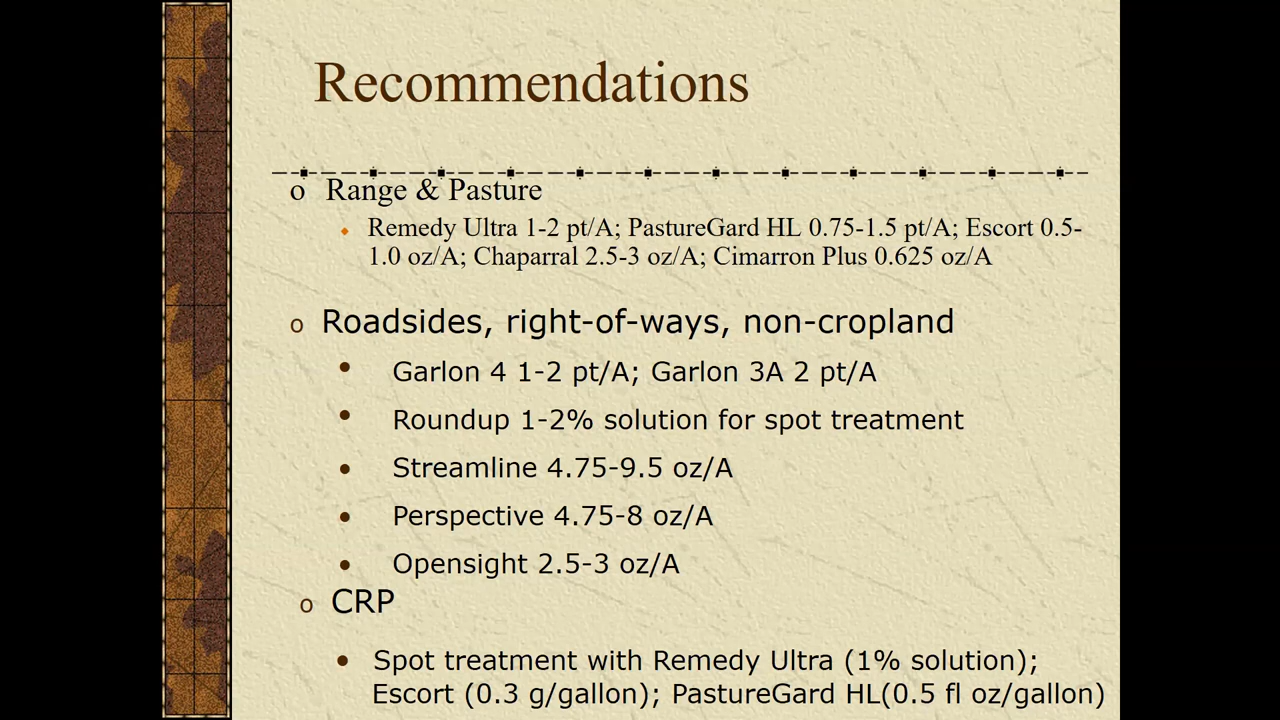 Recommendations
o Range & Pasture
Remedy Ultra 1-2 pt/A; PastureGard HL 0.75-1.5 pt/A; Escort 0.5-
1.0 oz/A; Chaparral 2.5-3 oz/A; Cimarron Plus 0.625 oz/A
o Roadsides, right-of-ways, non-cropland
• Garlon 4 1-2 pt/A; Garlon 3A 2 pt/A
• Roundup 1-2% solution for spot treatment
• Streamline 4.75-9.5 oz/A
• Perspective 4.75-8 oz/A
• Opensight 2.5-3 oz/A
o CRP
• Spot treatment with Remedy Ultra (1% solution);
Escort (0.3 g/gallon); PastureGard HL(0.5 fl oz/gallon)